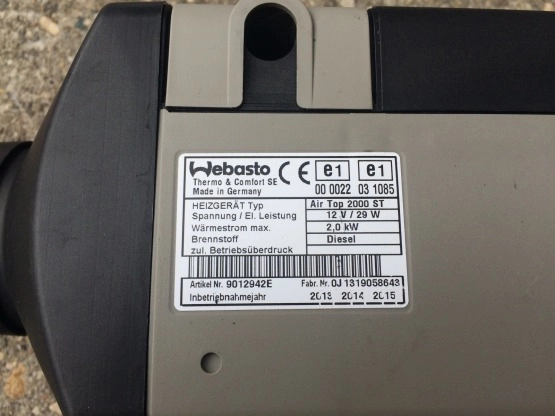 Webasto CE e1 e1
Thermo & Comfort SE 00 0022 03 1085
Made in Germany
HEIZGERÄT Typ Air Top 2000 ST
Spannung / El. Leistung 12 V / 29 W
Wärmestrom max. 2,0 kW
Brennstoff Diesel
zul. Betriebsüberdruck
Artikel Nr. 9012942E Fabr. Nr. 0J 1319058643
Inbetriebnahmejahr 2013 2014 2015